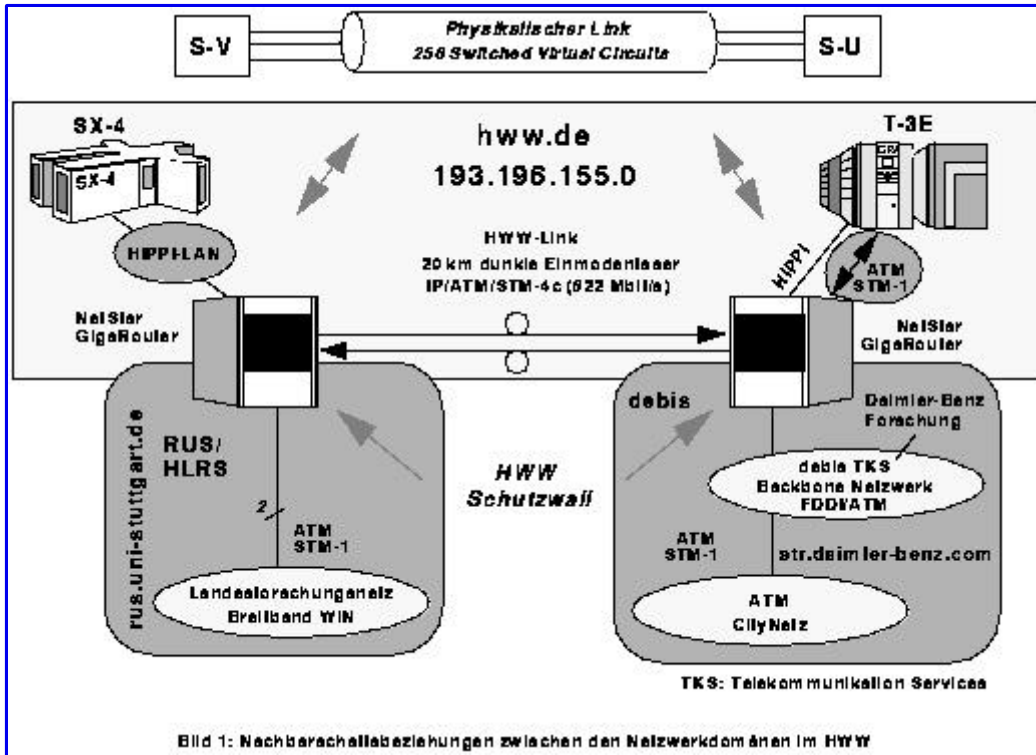 S-V
Physikalischer Link
256 Switched Virtual Circuits
S-U
SX-4
SX-4
hww.de
193.196.155.0
T-3E
HIPPI-LAN
HWW-Link
20 km dunkle Einmodenfaser
IP/ATM/STM-4c (622 Mbit/s)
HIPPI
ATM
STM-1
NetStar
GigaRouter
NetStar
GigaRouter
rus.uni-stuttgart.de
RUS/
HLRS
2
ATM
STM-1
Landesforschungsnetz
Breitband WIN
HWW
Schutzwall
debis
Daimler-Benz
Forschung
debis TKS
Backbone Netzwerk
FDDI/ATM
ATM
STM-1
str.daimler-benz.com
ATM
CityNetz
TKS: Telekommunikation Services
Bild 1: Nachbarschaftsbeziehungen zwischen den Netzwerkdomänen im HWW